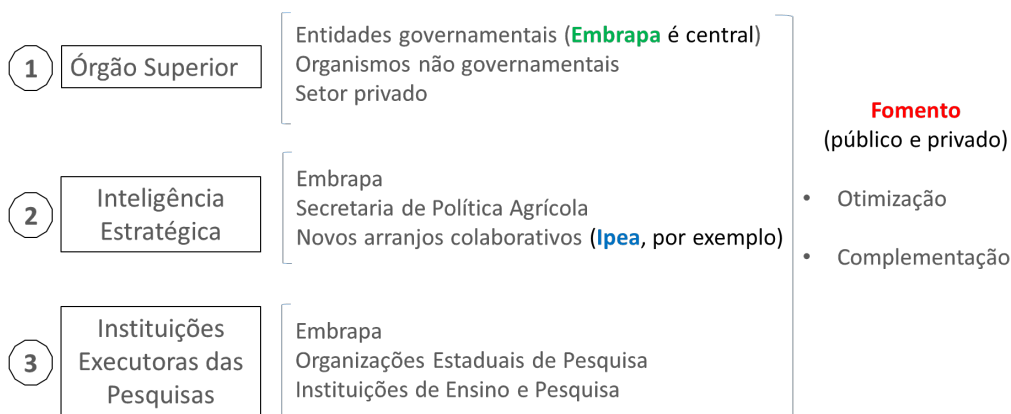 1
Órgão Superior
Entidades governamentais (Embrapa é central)
Organismos não governamentais
Setor privado
2
Inteligência
Estratégica
Embrapa
Secretaria de Política Agrícola
Novos arranjos colaborativos (Ipea, por exemplo)
3
Instituições
Executoras das
Pesquisas
Embrapa
Organizações Estaduais de Pesquisa
Instituições de Ensino e Pesquisa
Fomento
(público e privado)
• Otimização
• Complementação